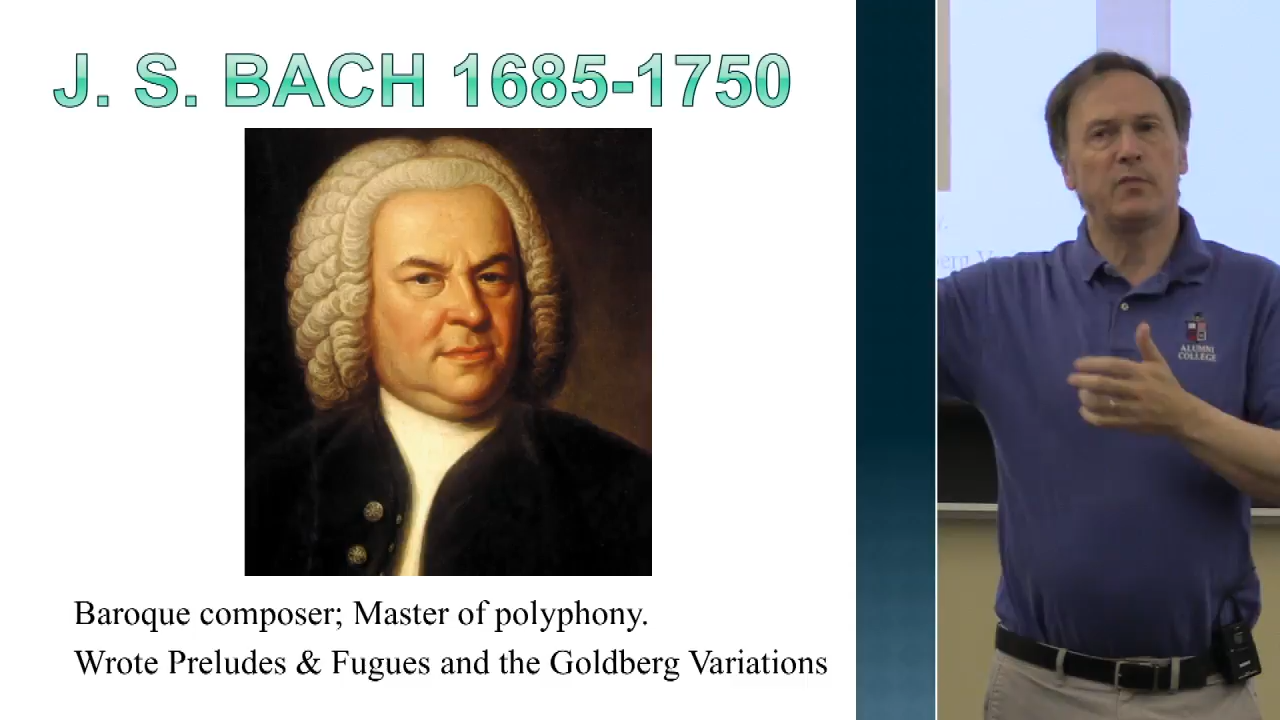 J. S. BACH 1685-1750
Baroque composer; Master of polyphony.
Wrote Preludes & Fugues and the Goldberg Variations
ALUMNI
COLLEGE